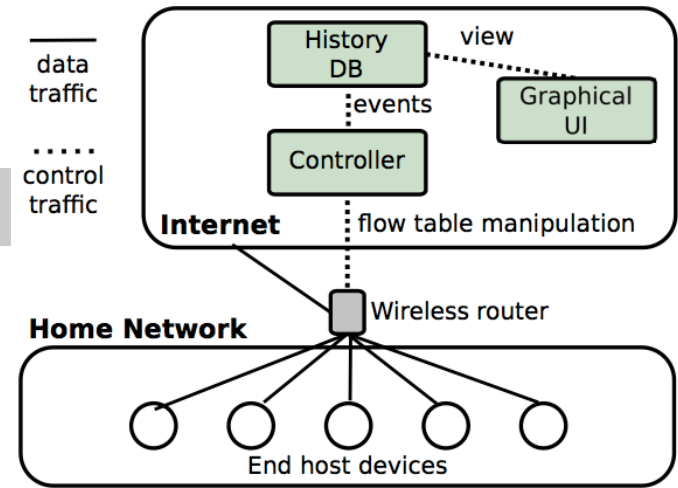 data
traffic
control
traffic
History
DB
view
Graphical
UI
events
Controller
Internet
flow table manipulation
Wireless router
Home Network
End host devices